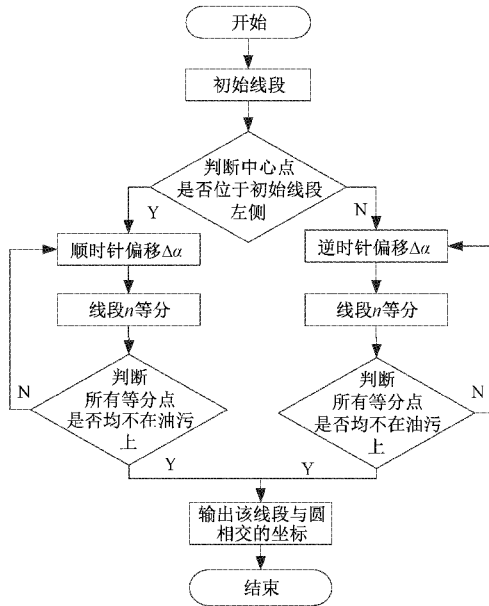 开始
初始线段
判断中心点
是否位于初始线段
左侧
Y
N
顺时针偏移Δα
逆时针偏移Δα
线段n等分
线段n等分
判断
所有等分点
是否均不在油污
上
N
判断
所有等分点
是否均不在油污
上
N
Y
Y
输出该线段与圆
相交的坐标
结束